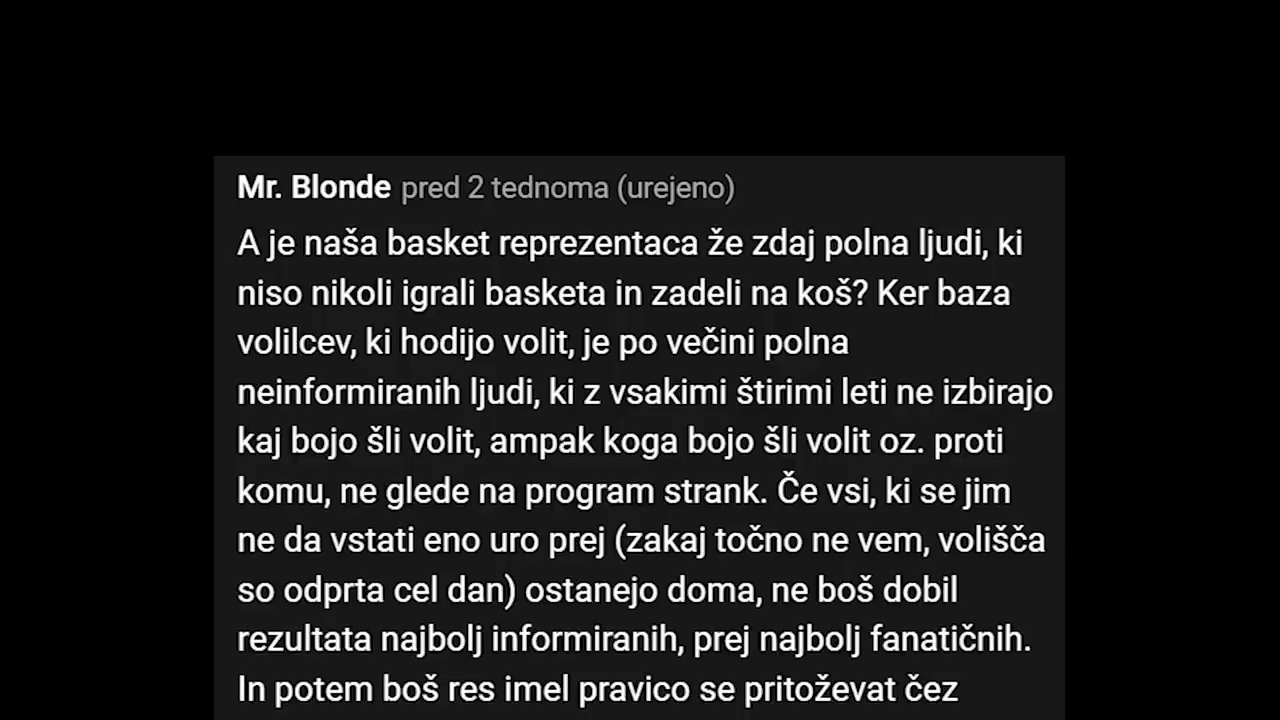 Mr. Blonde pred 2 tednoma (urejeno)
A je naša basket reprezentaca že zdaj polna ljudi, ki
niso nikoli igrali basketa in zadeli na koš? Ker baza
volilcev, ki hodijo volit, je po večini polna
neinformiranih ljudi, ki z vsakimi štirimi leti ne izbirajo
kaj bojo šli volit, ampak koga bojo šli volit oz. proti
komu, ne glede na program strank. Če vsi, ki se jim
ne da vstati eno uro prej (zakaj točno ne vem, volišča
so odprta cel dan) ostanejo doma, ne boš dobil
rezultata najbolj informiranih, prej najbolj fanatičnih.
In potem boš res imel pravico se pritoževat čez